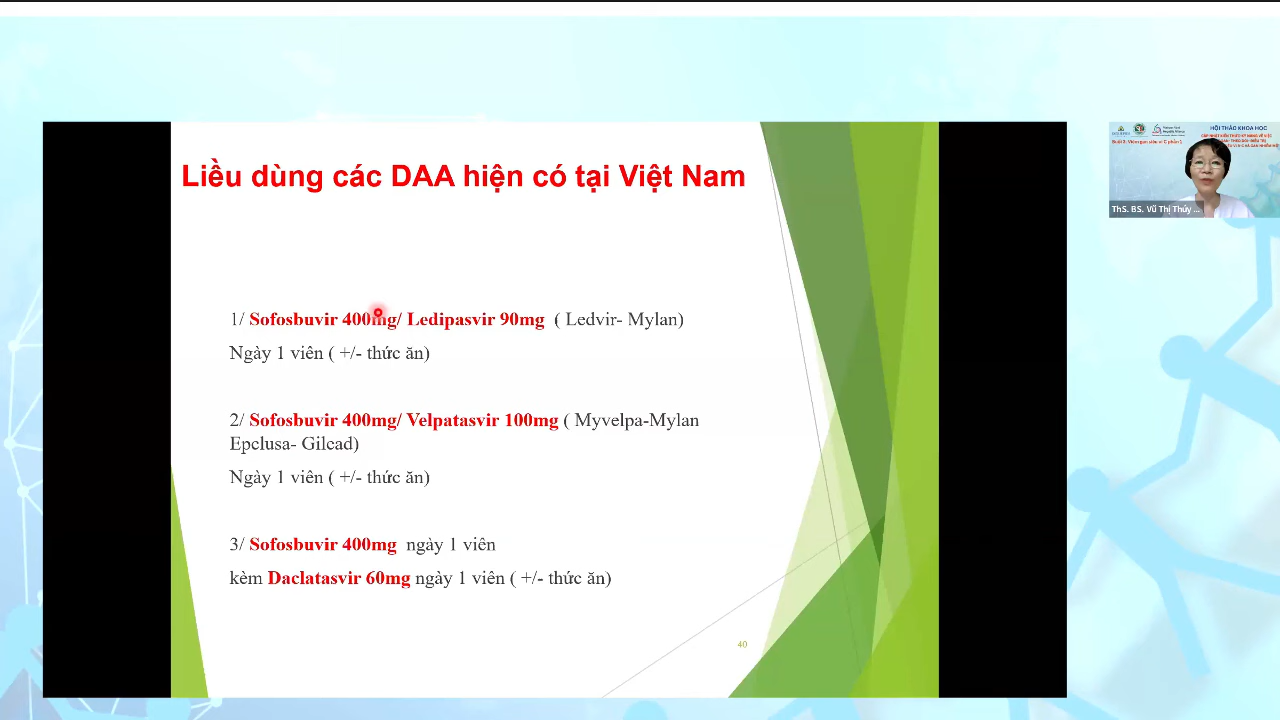 Liều dùng các DAA hiện có tại Việt Nam
1/ Sofosbuvir 400mg/ Ledipasvir 90mg ( Ledvir- Mylan)
Ngày 1 viên ( +/- thức ăn)
2/ Sofosbuvir 400mg/ Velpatasvir 100mg ( Myvelpa-Mylan
Epclusa- Gilead)
Ngày 1 viên ( +/- thức ăn)
3/ Sofosbuvir 400mg ngày 1 viên
kèm Daclatasvir 60mg ngày 1 viên ( +/- thức ăn)
40
HỘI THẢO KHOA HỌC
ThS. BS. Vũ Thị Thúy ...